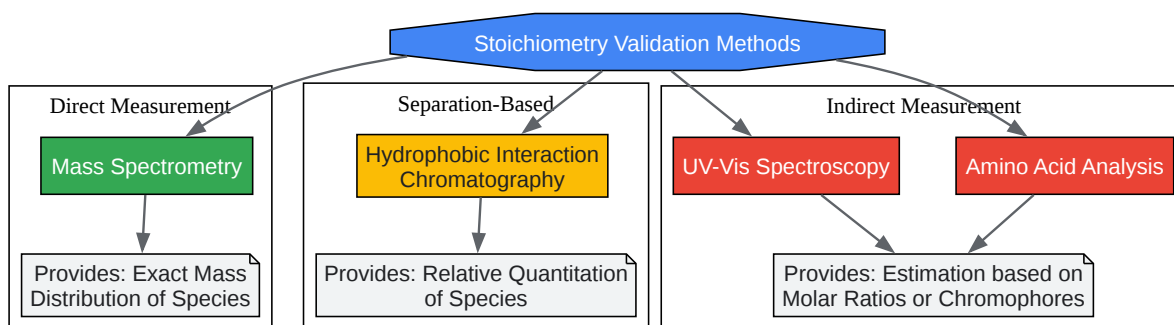 Stoichiometry Validation Methods
Direct Measurement
Separation-Based
Indirect Measurement
Mass Spectrometry
Hydrophobic Interaction
Chromatography
UV-Vis Spectroscopy
Amino Acid Analysis
Provides: Exact Mass
Distribution of Species
Provides: Relative Quantitation
of Species
Provides: Estimation based on
Molar Ratios or Chromophores